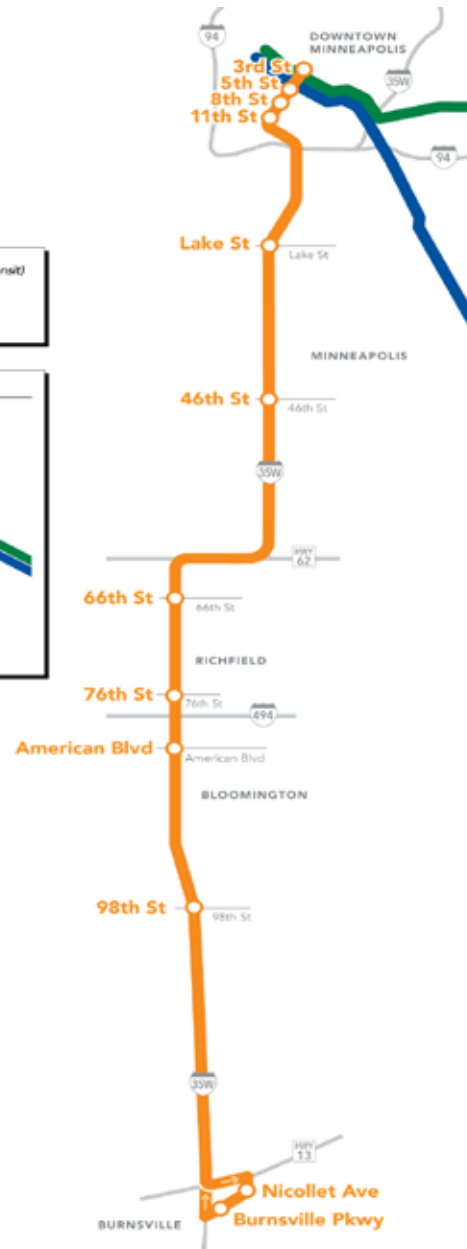 94
DOWNTOWN
MINNEAPOLIS
3rd St
5th St
35W
8th St
11th St
94
Lake St
Lake St
nsit)
MINNEAPOLIS
46th St
46th St
35W
HWY
62
66th St
66th St
RICHFIELD
76th St
76th St
494
American Blvd
American Blvd
BLOOMINGTON
98th St
98th St
35W
HWY
13
Nicollet Ave
Burnsville Pkwy
BURNSVILLE